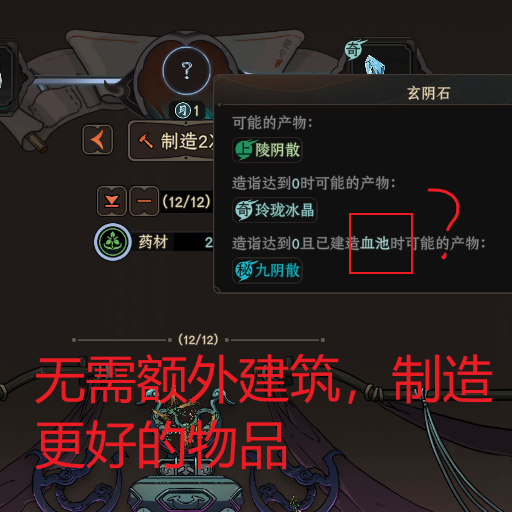 ?
奇
月1
玄阴石
可能的产物：
上陵阴散
制造2
造诣达到0时可能的产物：
奇玲珑冰晶
(12/12)
造诣达到0且已建造血池时可能的产物：
药材 2
秘九阴散
?
(12/12)
无需额外建筑，制造
更好的物品